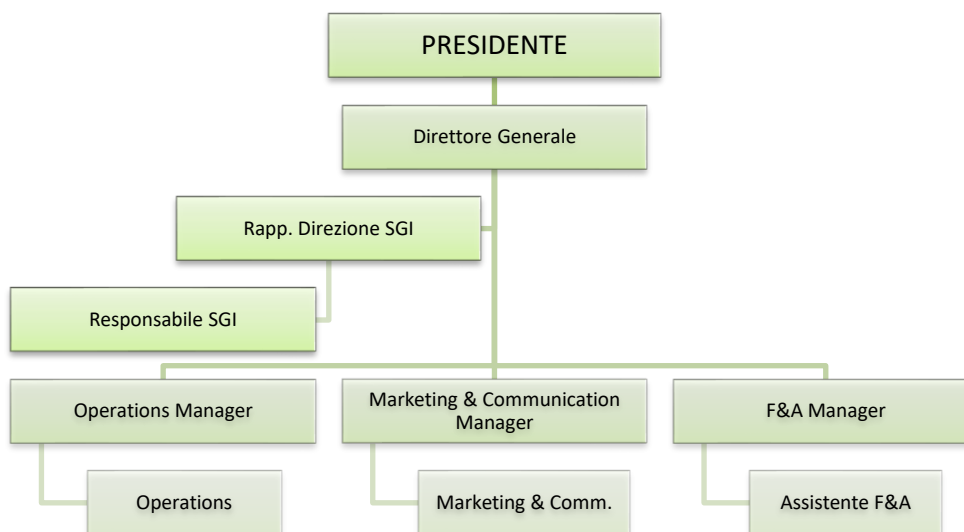 PRESIDENTE
Direttore Generale
Rapp. Direzione SGI
Responsabile SGI
Operations Manager
Marketing & Communication
Manager
F&A Manager
Operations
Marketing & Comm.
Assistente F&A